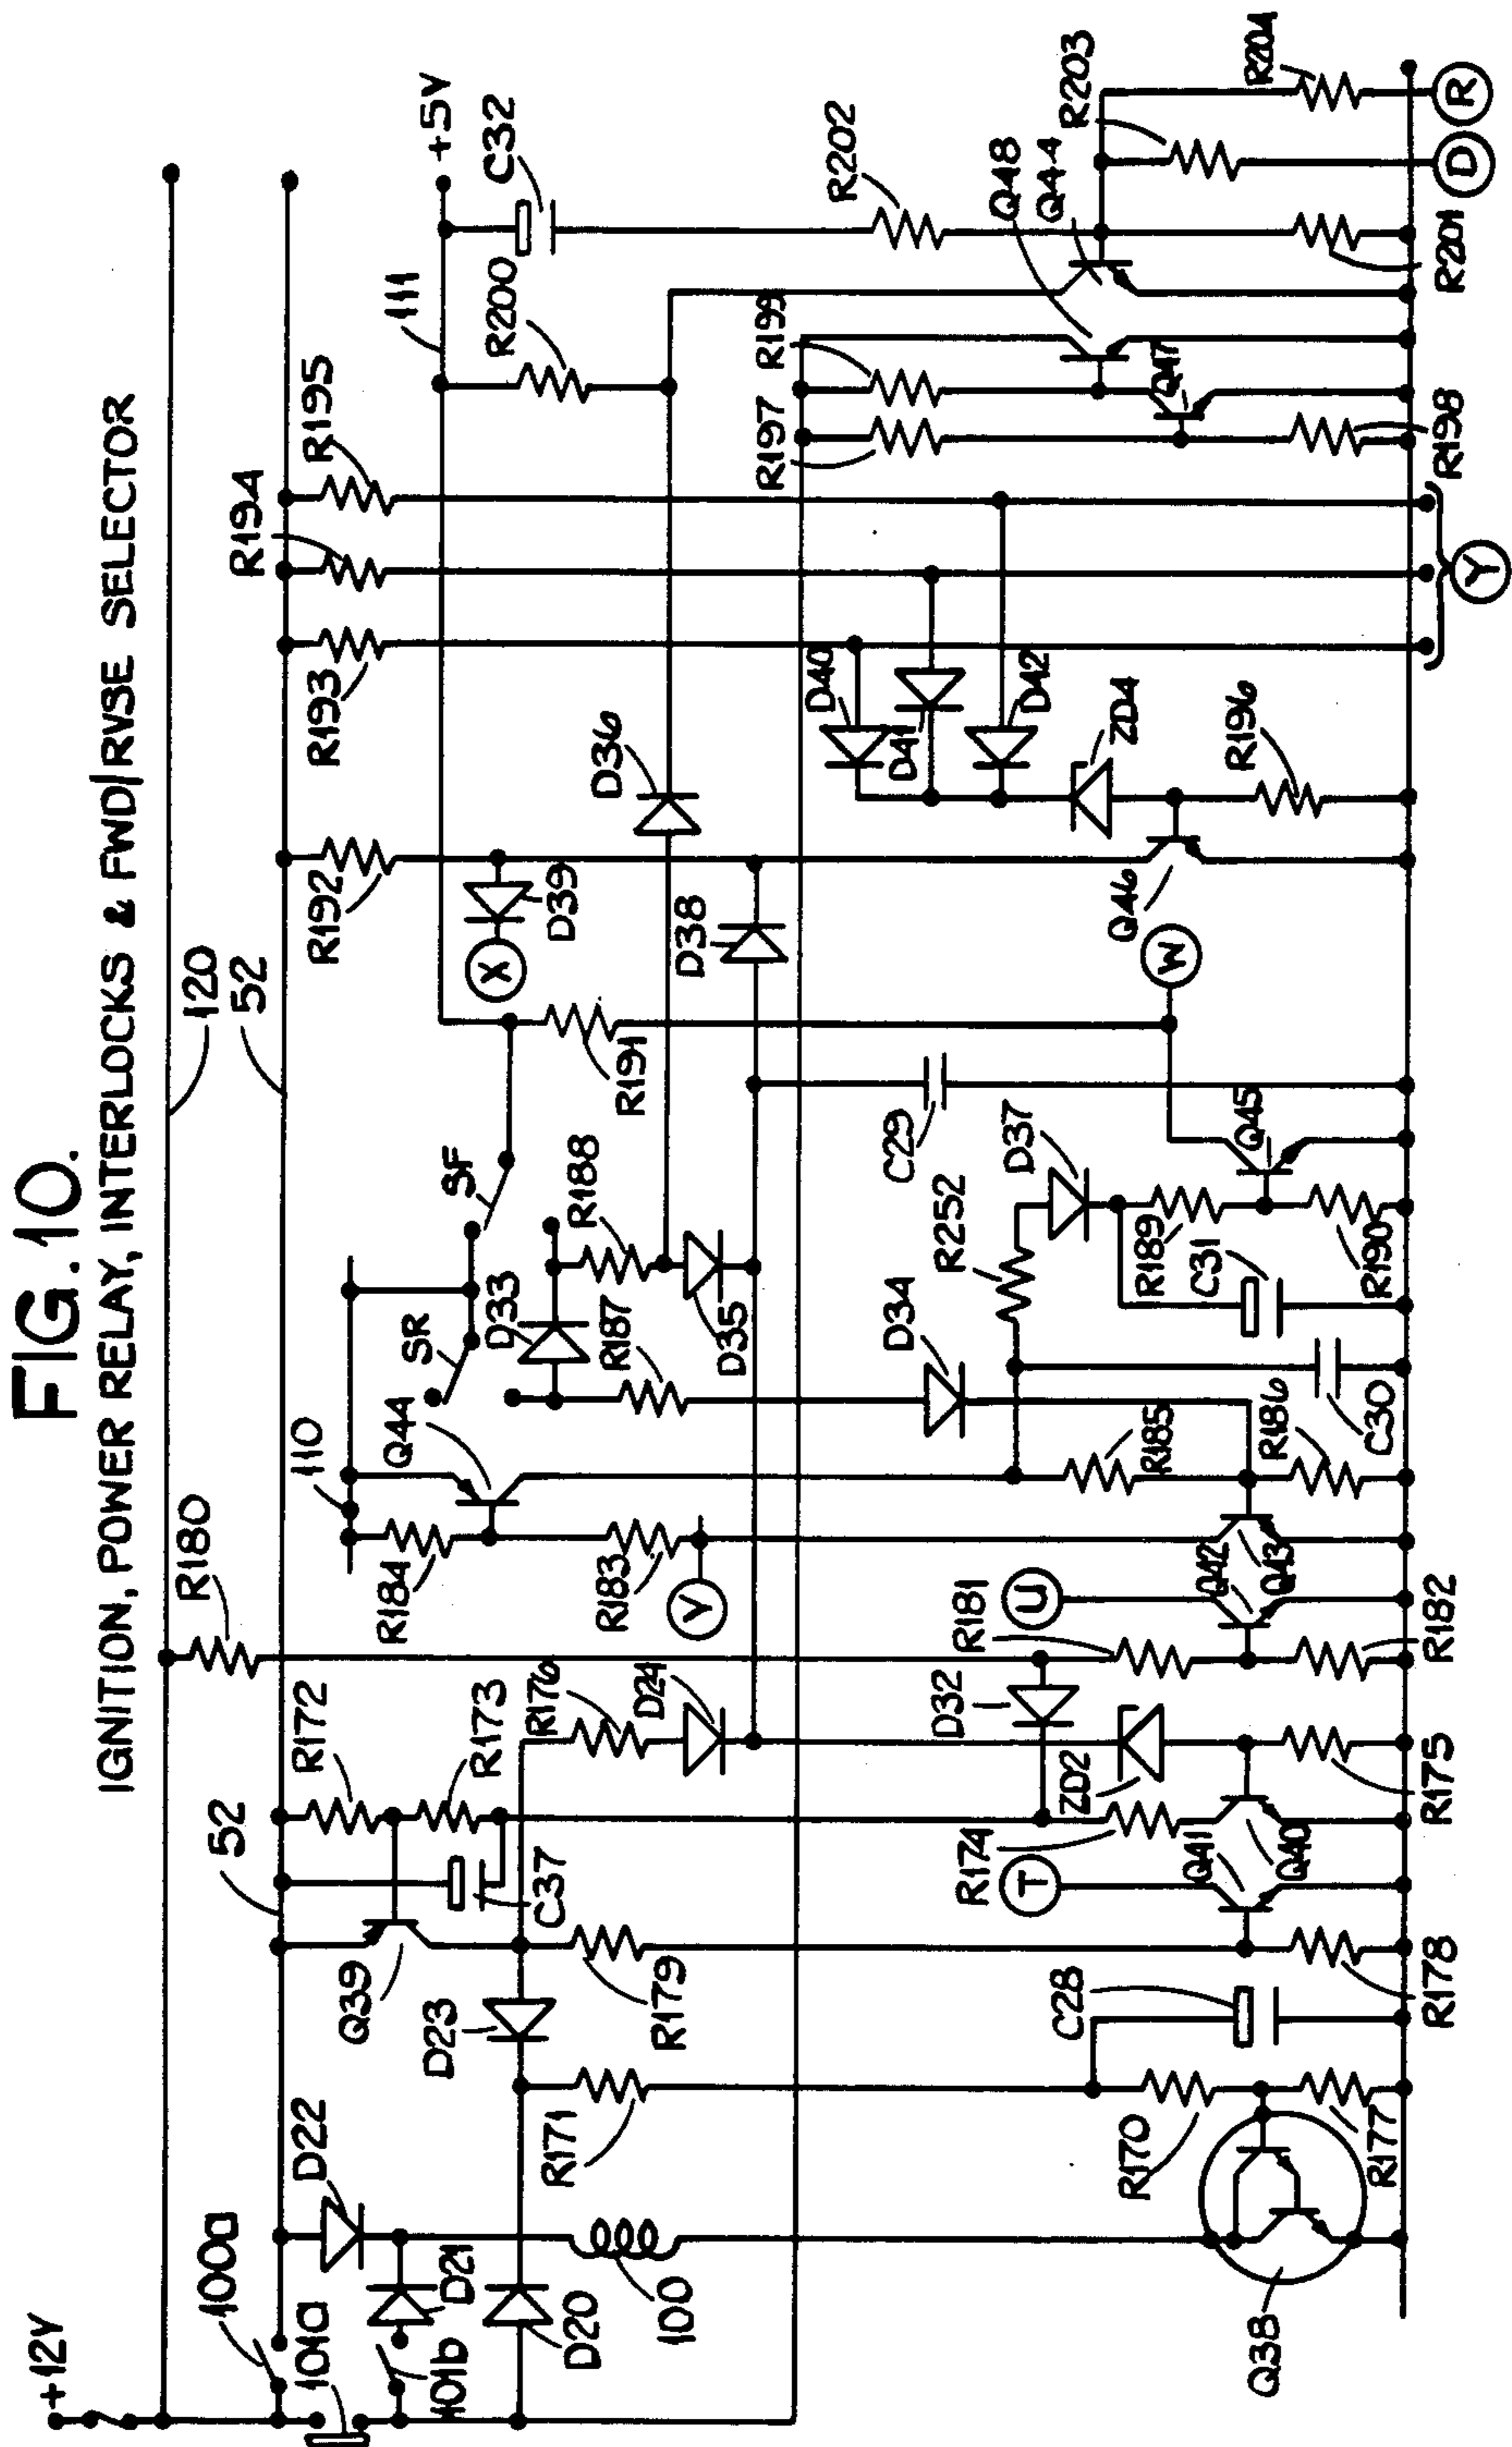 FIG. 10.
IGNITION, POWER RELAY, INTERLOCKS & FWD/RVSE SELECTOR
+12V
100a
101a
101b
D22
D21
D20
100
Q38
R170
R177
R171
C28
D23
Q39
52
R172
R173
C37
R179
R178
T
Q41
R174
Q40
R175
ZD2
R176
D24
D32
R180
R181
R182
U
Q42
Q43
V
R183
R184
110
Q44
R185
R186
SR
SF
D33
R187
R188
D35
D34
R252
C30
D37
C31
R189
R190
Q45
C29
R191
W
120
52
R192
X
D39
D38
D36
Q46
R193
R194
R195
D40
D41
D42
ZD4
R196
Y
111
+5V
R200
C32
R197
R199
R198
Q47
Q48
Q44
R202
R201
R203
R204
D
R